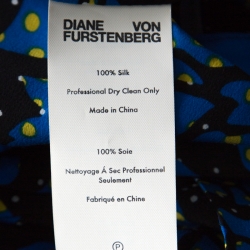 DIANE VON
FURSTENBERG
100% Silk
Professional Dry Clean Only
Made in China
100% Soie
Nettoyage Á Sec Professionnel
Seulement
Fabriqué en Chine
P